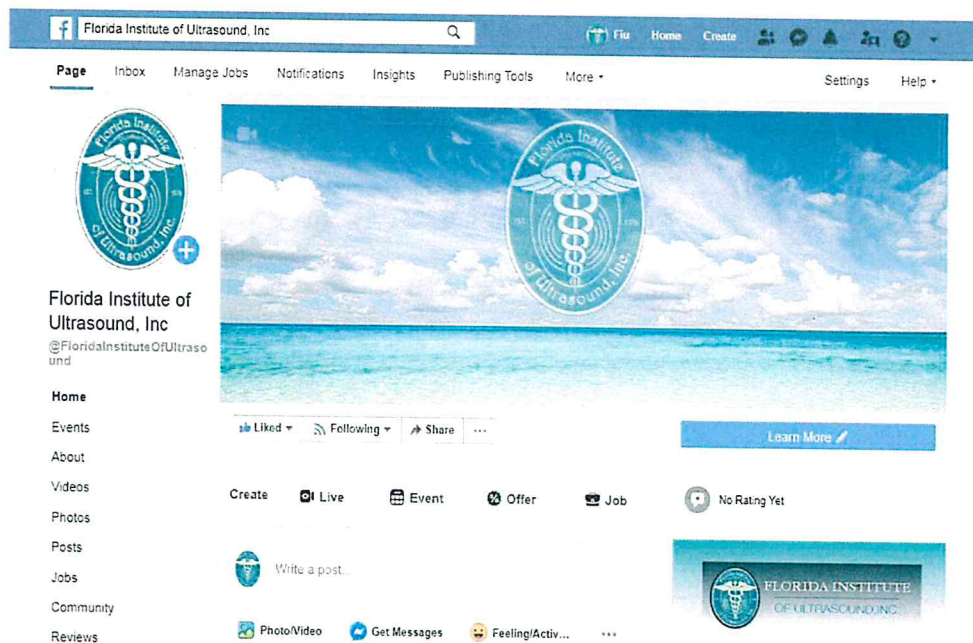 Florida Institute of Ultrasound, Inc
Fiu Home Create
Page Inbox Manage Jobs Notifications Insights Publishing Tools More Settings Help
Florida Institute
of Ultrasound, Inc.
Florida Institute
of Ultrasound, Inc.
Florida Institute of
Ultrasound, Inc
@FloridaInstituteOfUltraso
und
Home
Events
About
Videos
Photos
Posts
Jobs
Community
Reviews
Liked Following Share ...
Learn More
Create Live Event Offer Job
No Rating Yet
Write a post...
Photo/Video Get Messages Feeling/Activ... ...
FLORIDA INSTITUTE
OF ULTRASOUND, INC.